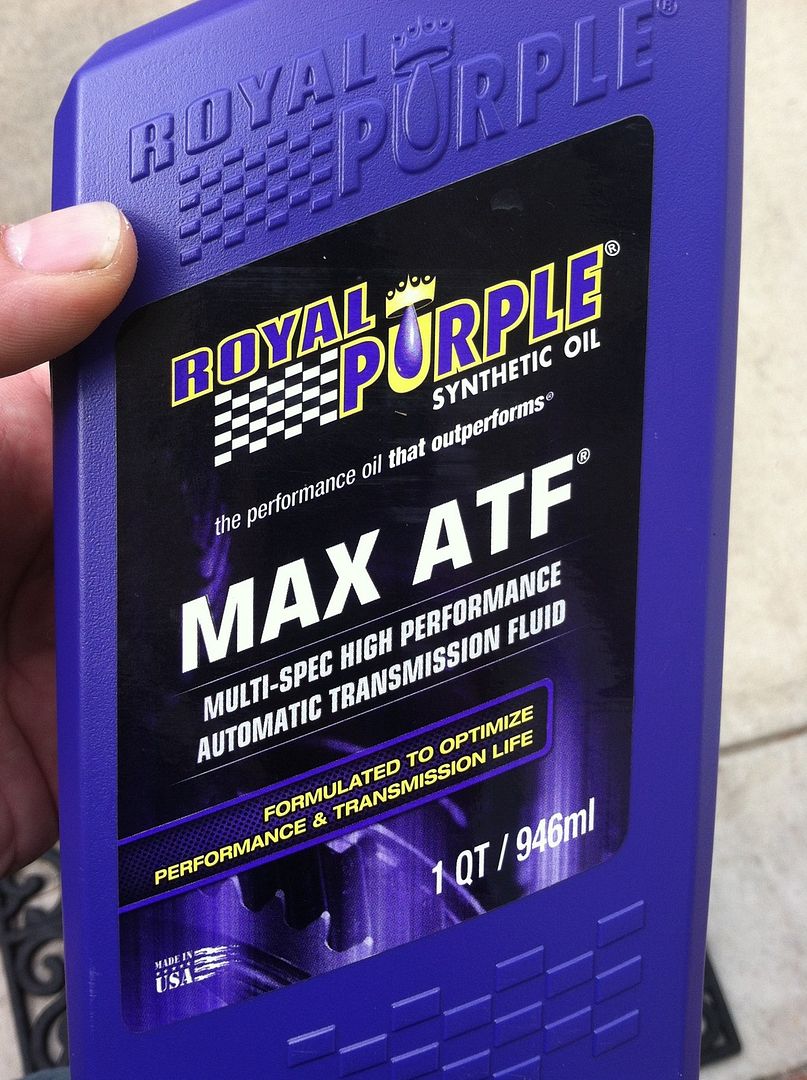 ROYAL
PURPLE®
ROYAL
PURPLE®
SYNTHETIC OIL
the performance oil that outperforms®
MAX ATF®
MULTI-SPEC HIGH PERFORMANCE
AUTOMATIC TRANSMISSION FLUID
FORMULATED TO OPTIMIZE
PERFORMANCE & TRANSMISSION LIFE
1 QT / 946ml
MADE IN
USA